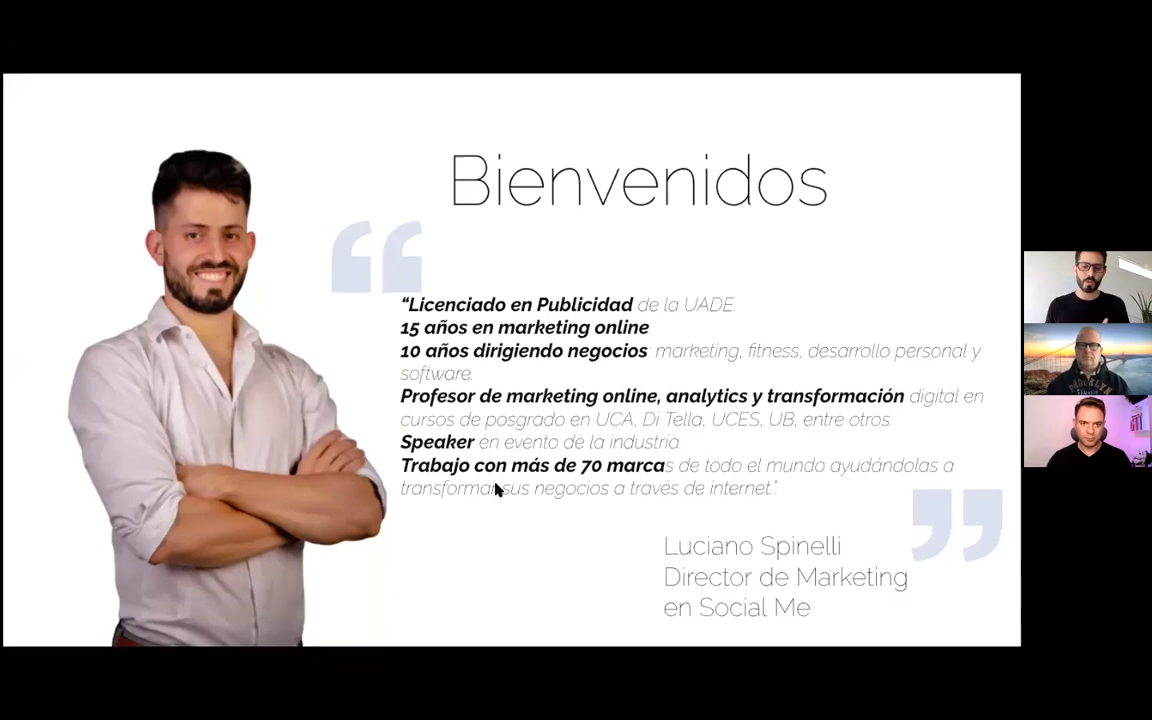 Bienvenidos
“Licenciado en Publicidad de la UADE.
15 años en marketing online
10 años dirigiendo negocios marketing, fitness, desarrollo personal y
software.
Profesor de marketing online, analytics y transformación digital en
cursos de posgrado en UCA, Di Tella, UCES, UB, entre otros.
Speaker en evento de la industria.
Trabajo con más de 70 marcas de todo el mundo ayudándolas a
transformar sus negocios a través de internet.”
Luciano Spinelli
Director de Marketing
en Social Me